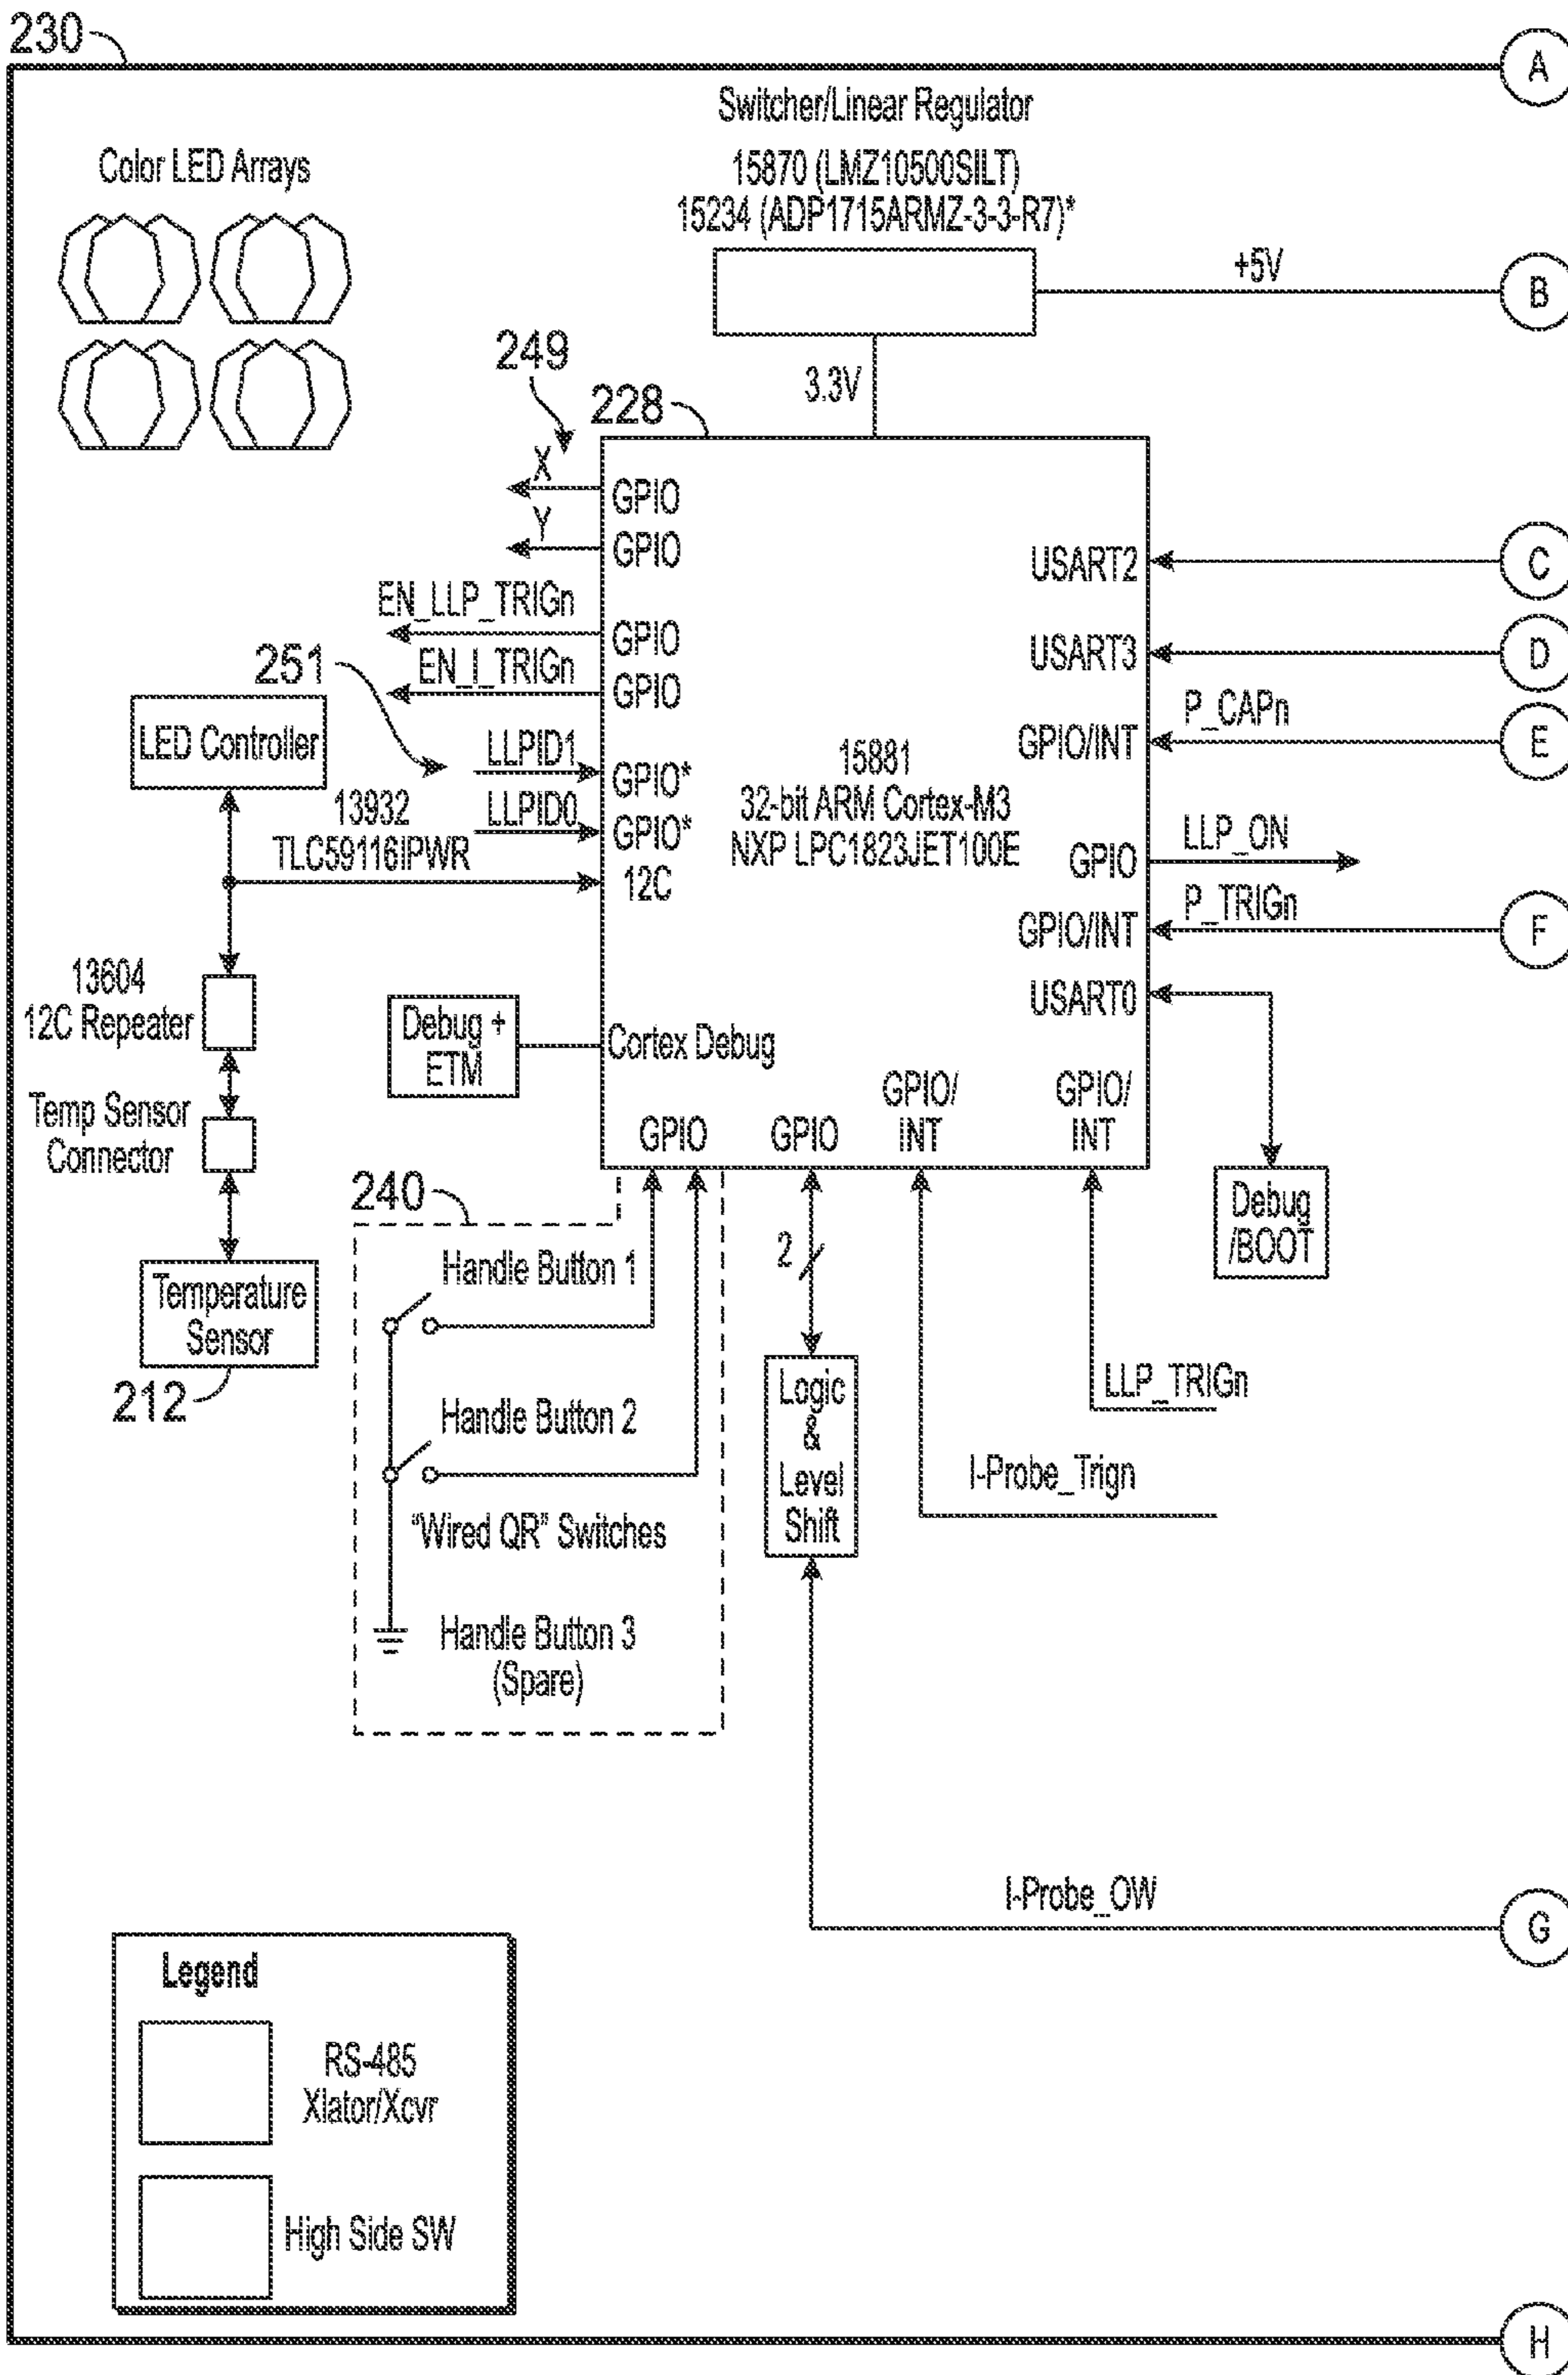 230
A
Switcher/Linear Regulator
Color LED Arrays
15870 (LMZ10500SILT)
15234 (ADP1715ARMZ-3-3-R7)*
+5V
B
249
3.3V
228
X
GPIO
Y
GPIO
USART2
C
EN_LLP_TRIGn
GPIO
USART3
D
251
EN_I_TRIGn
GPIO
P_CAPn
LED Controller
LLPID1
GPIO*
GPIO/INT
E
15881
32-bit ARM Cortex-M3
NXP LPC1823JET100E
13932
TLC59116IPWR
LLPID0
GPIO*
12C
GPIO
LLP_ON
P_TRIGn
GPIO/INT
F
13604
12C Repeater
USART0
Debug +
ETM
Cortex Debug
Temp Sensor
Connector
GPIO
GPIO
GPIO/
INT
GPIO/
INT
240
Debug
/BOOT
2
Handle Button 1
Temperature
Sensor
212
Logic
&
Level
Shift
LLP_TRIGn
Handle Button 2
I-Probe_Trign
"Wired QR" Switches
Handle Button 3
(Spare)
I-Probe_OW
G
Legend
RS-485
Xlator/Xcvr
High Side SW
H